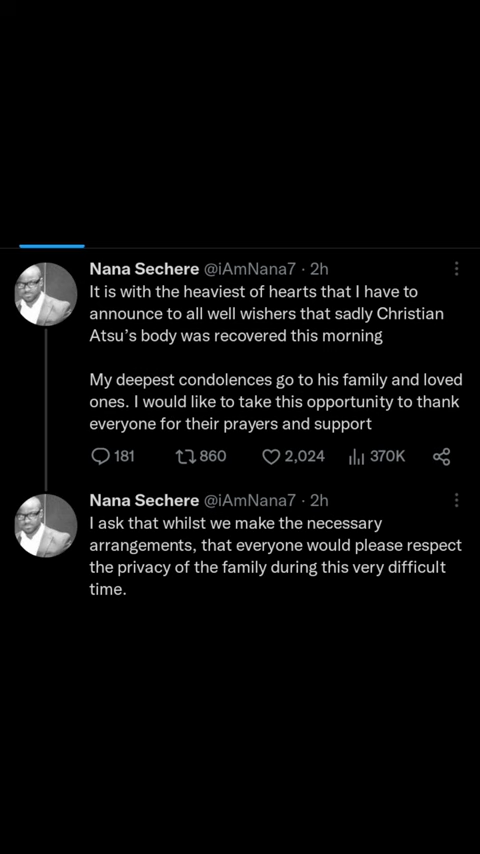 Nana Sechere @iAmNana7 · 2h
It is with the heaviest of hearts that I have to
announce to all well wishers that sadly Christian
Atsu's body was recovered this morning
My deepest condolences go to his family and loved
ones. I would like to take this opportunity to thank
everyone for their prayers and support
181 860 2,024 370K
Nana Sechere @iAmNana7 · 2h
I ask that whilst we make the necessary
arrangements, that everyone would please respect
the privacy of the family during this very difficult
time.